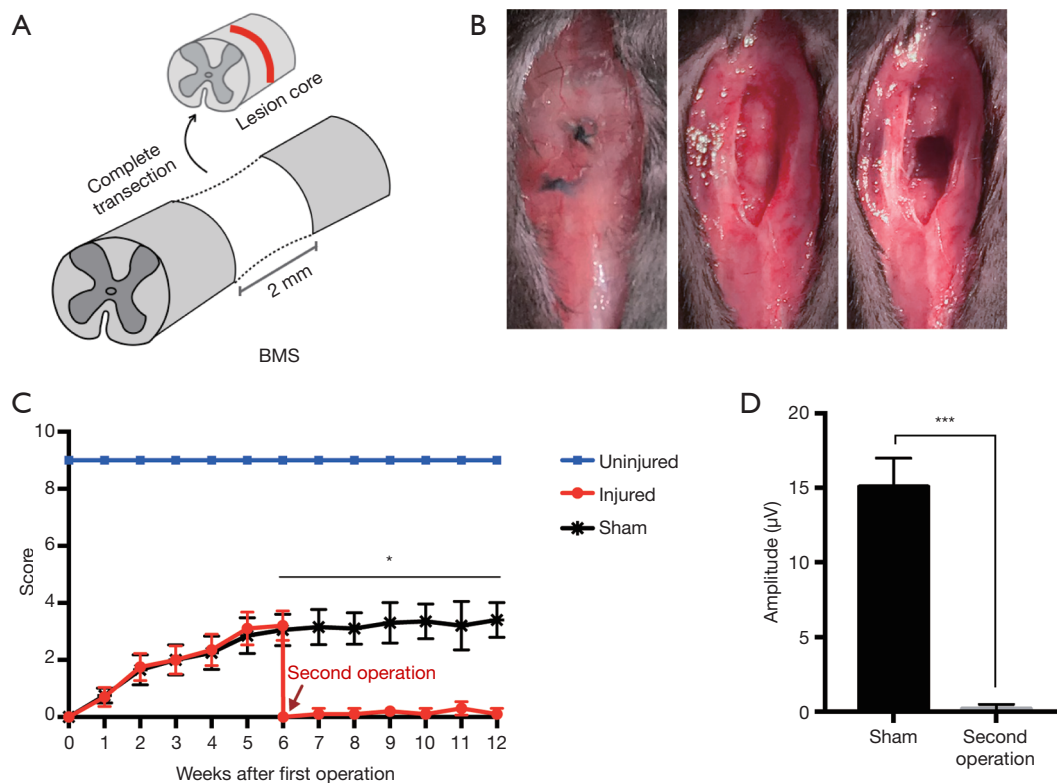 A
Lesion core
Complete
transection
2 mm
BMS
B
C
10
8
6
4
2
0
Score
0 1 2 3 4 5 6 7 8 9 10 11 12
Weeks after first operation
*
Second operation
Uninjured
Injured
Sham
D
20
15
10
5
0
Amplitude (µV)
***
Sham
Second
operation